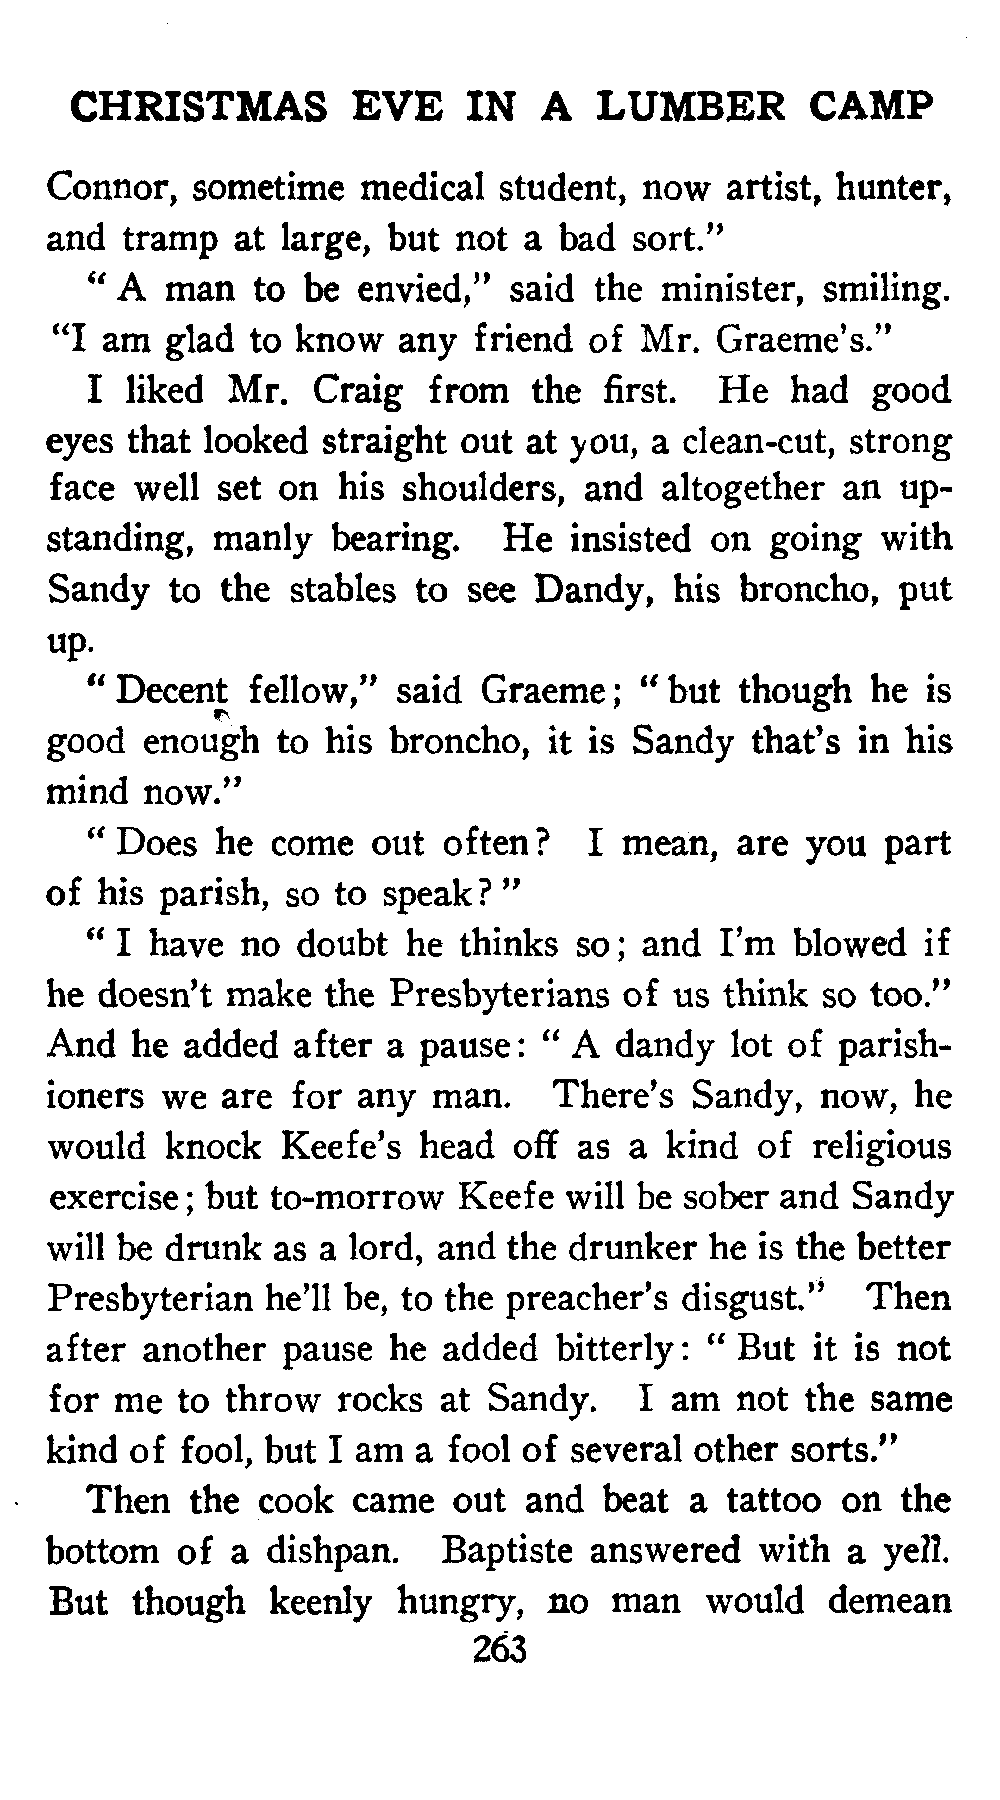 CHRISTMAS EVE IN A LUMBER CAMP
Connor, sometime medical student, now artist, hunter,
and tramp at large, but not a bad sort."
"A man to be envied," said the minister, smiling.
"I am glad to know any friend of Mr. Graeme's."
I liked Mr. Craig from the first. He had good
eyes that looked straight out at you, a clean-cut, strong
face well set on his shoulders, and altogether an up-
standing, manly bearing. He insisted on going with
Sandy to the stables to see Dandy, his broncho, put
up.
"Decent fellow," said Graeme; "but though he is
good enough to his broncho, it is Sandy that's in his
mind now."
"Does he come out often? I mean, are you part
of his parish, so to speak?"
"I have no doubt he thinks so; and I'm blowed if
he doesn't make the Presbyterians of us think so too."
And he added after a pause: "A dandy lot of parish-
ioners we are for any man. There's Sandy, now, he
would knock Keefe's head off as a kind of religious
exercise; but to-morrow Keefe will be sober and Sandy
will be drunk as a lord, and the drunker he is the better
Presbyterian he'll be, to the preacher's disgust." Then
after another pause he added bitterly: "But it is not
for me to throw rocks at Sandy. I am not the same
kind of fool, but I am a fool of several other sorts."
Then the cook came out and beat a tattoo on the
bottom of a dishpan. Baptiste answered with a yell.
But though keenly hungry, no man would demean
263